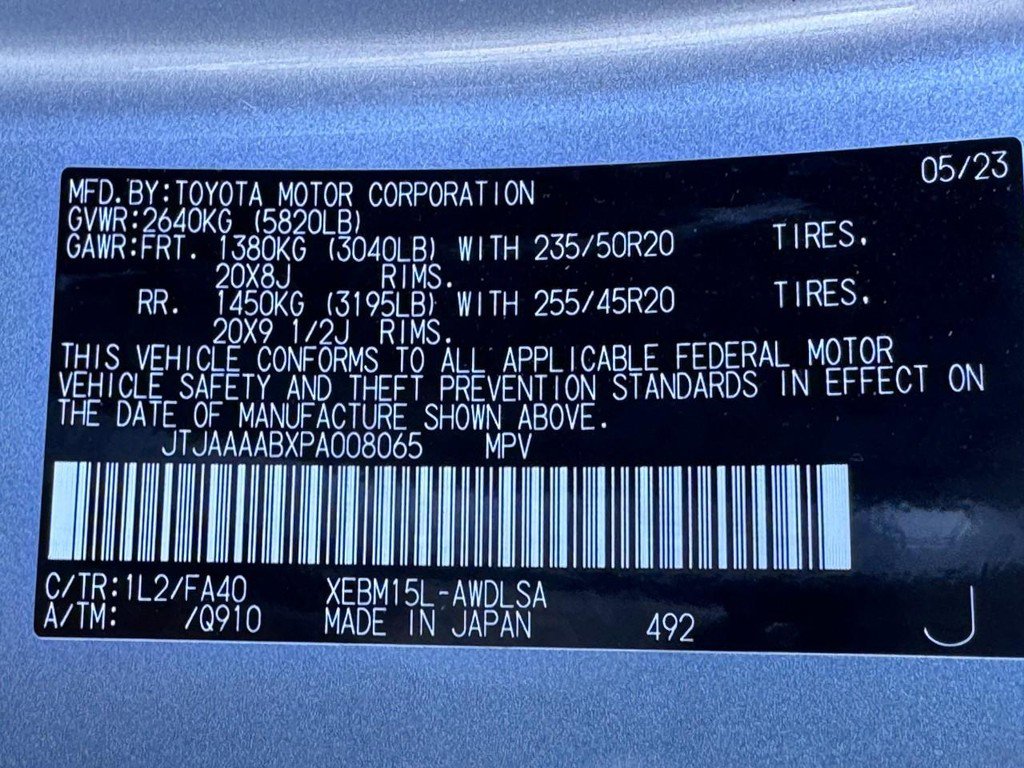 05/23
MFD.BY:TOYOTA MOTOR CORPORATION
GVWR:2640KG (5820LB)
GAWR:FRT. 1380KG (3040LB) WITH 235/50R20 TIRES.
20X8J RIMS.
RR. 1450KG (3195LB) WITH 255/45R20 TIRES.
20X9 1/2J RIMS.
THIS VEHICLE CONFORMS TO ALL APPLICABLE FEDERAL MOTOR
VEHICLE SAFETY AND THEFT PREVENTION STANDARDS IN EFFECT ON
THE DATE OF MANUFACTURE SHOWN ABOVE.
JTJAAAABXPA008065 MPV
C/TR:1L2/FA40 XEBM15L-AWDLSA
A/TM: /Q910 MADE IN JAPAN 492 J